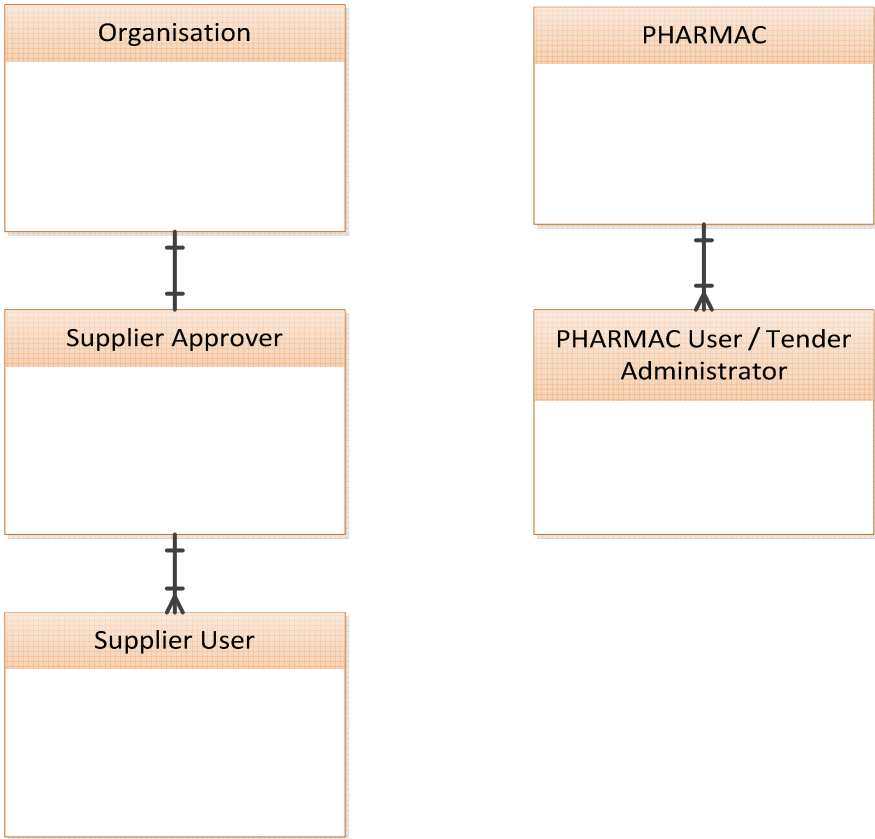 Organisation
PHARMAC
Supplier Approver
PHARMAC User / Tender
Administrator
Supplier User